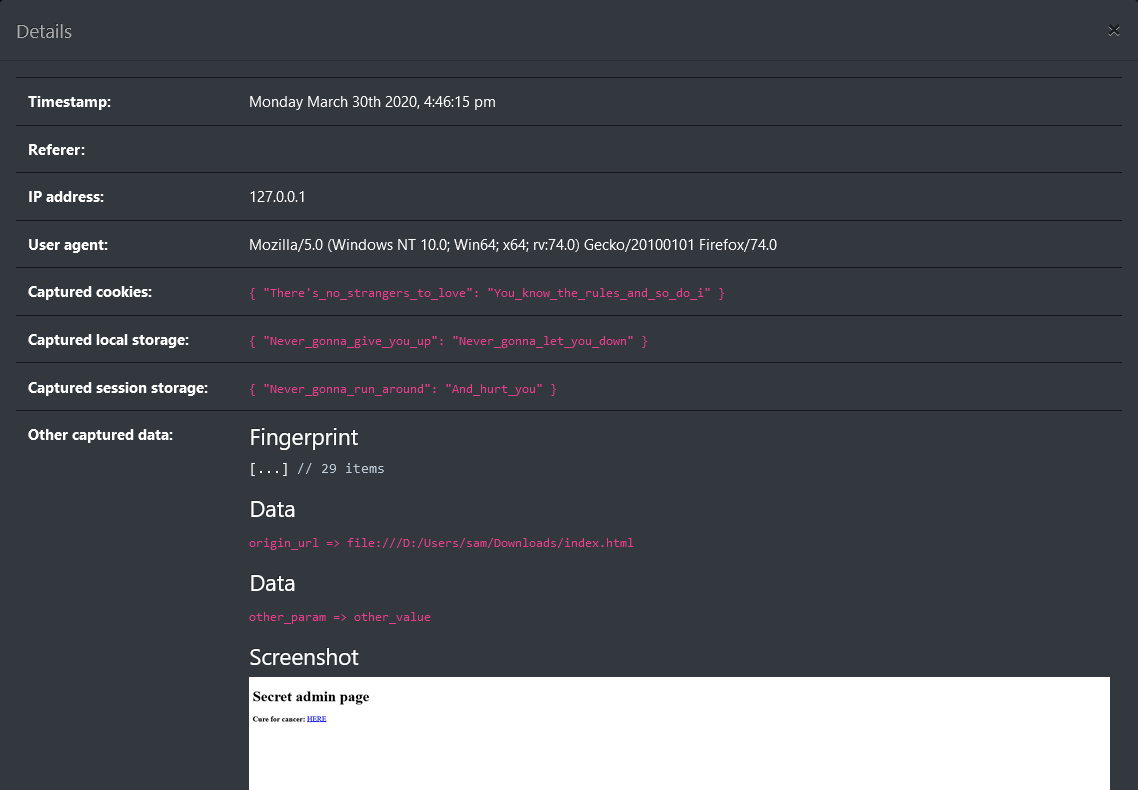 Details ×
Timestamp: Monday March 30th 2020, 4:46:15 pm
Referer:
IP address: 127.0.0.1
User agent: Mozilla/5.0 (Windows NT 10.0; Win64; x64; rv:74.0) Gecko/20100101 Firefox/74.0
Captured cookies: { "There's_no_strangers_to_love": "You_know_the_rules_and_so_do_i" }
Captured local storage: { "Never_gonna_give_you_up": "Never_gonna_let_you_down" }
Captured session storage: { "Never_gonna_run_around": "And_hurt_you" }
Other captured data: Fingerprint
[...] // 29 items
Data
origin_url => file:///D:/Users/sam/Downloads/index.html
Data
other_param => other_value
Screenshot
Secret admin page
Cure for cancer: HERE